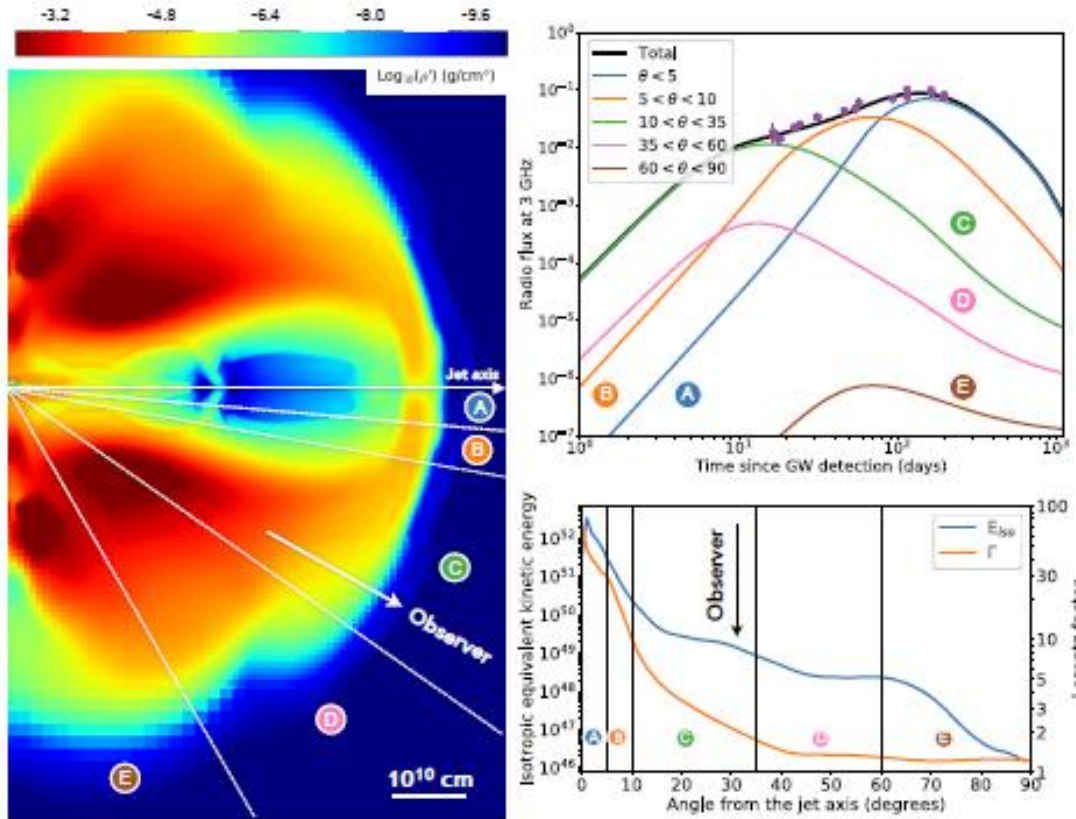 -3.2 -4.8 -6.4 -8.0 -9.6
Log₁₀(ρ') (g/cm³)
Jet axis
A
B
C
Observer
D
E
10¹⁰ cm
10⁰
10⁻¹
10⁻²
10⁻³
10⁻⁴
10⁻⁵
10⁻⁶
10⁻⁷
Radio flux at 3 GHz
Total
θ < 5
5 < θ < 10
10 < θ < 35
35 < θ < 60
60 < θ < 90
C
D
E
B
A
10⁰ 10¹ 10² 10³
Time since GW detection (days)
Isotropic equivalent kinetic energy
10⁵²
10⁵¹
10⁵⁰
10⁴⁹
10⁴⁸
10⁴⁷
10⁴⁶
Observer
E_iso
Γ
100
30
10
5
3
2
1
A B C D E
0 10 20 30 40 50 60 70 80 90
Angle from the jet axis (degrees)